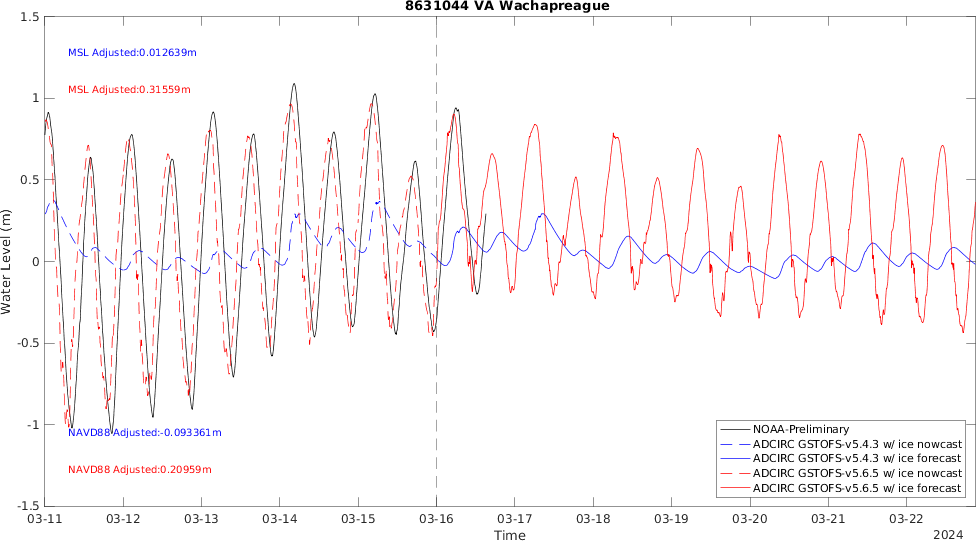 8631044 VA Wachapreague
1.5
1
0.5
0
-0.5
-1
-1.5
Water Level (m)
MSL Adjusted:0.012639m
MSL Adjusted:0.31559m
NAVD88 Adjusted:-0.093361m
NAVD88 Adjusted:0.20959m
NOAA-Preliminary
ADCIRC GSTOFS-v5.4.3 w/ ice nowcast
ADCIRC GSTOFS-v5.4.3 w/ ice forecast
ADCIRC GSTOFS-v5.6.5 w/ ice nowcast
ADCIRC GSTOFS-v5.6.5 w/ ice forecast
03-11 03-12 03-13 03-14 03-15 03-16 03-17 03-18 03-19 03-20 03-21 03-22
Time
2024